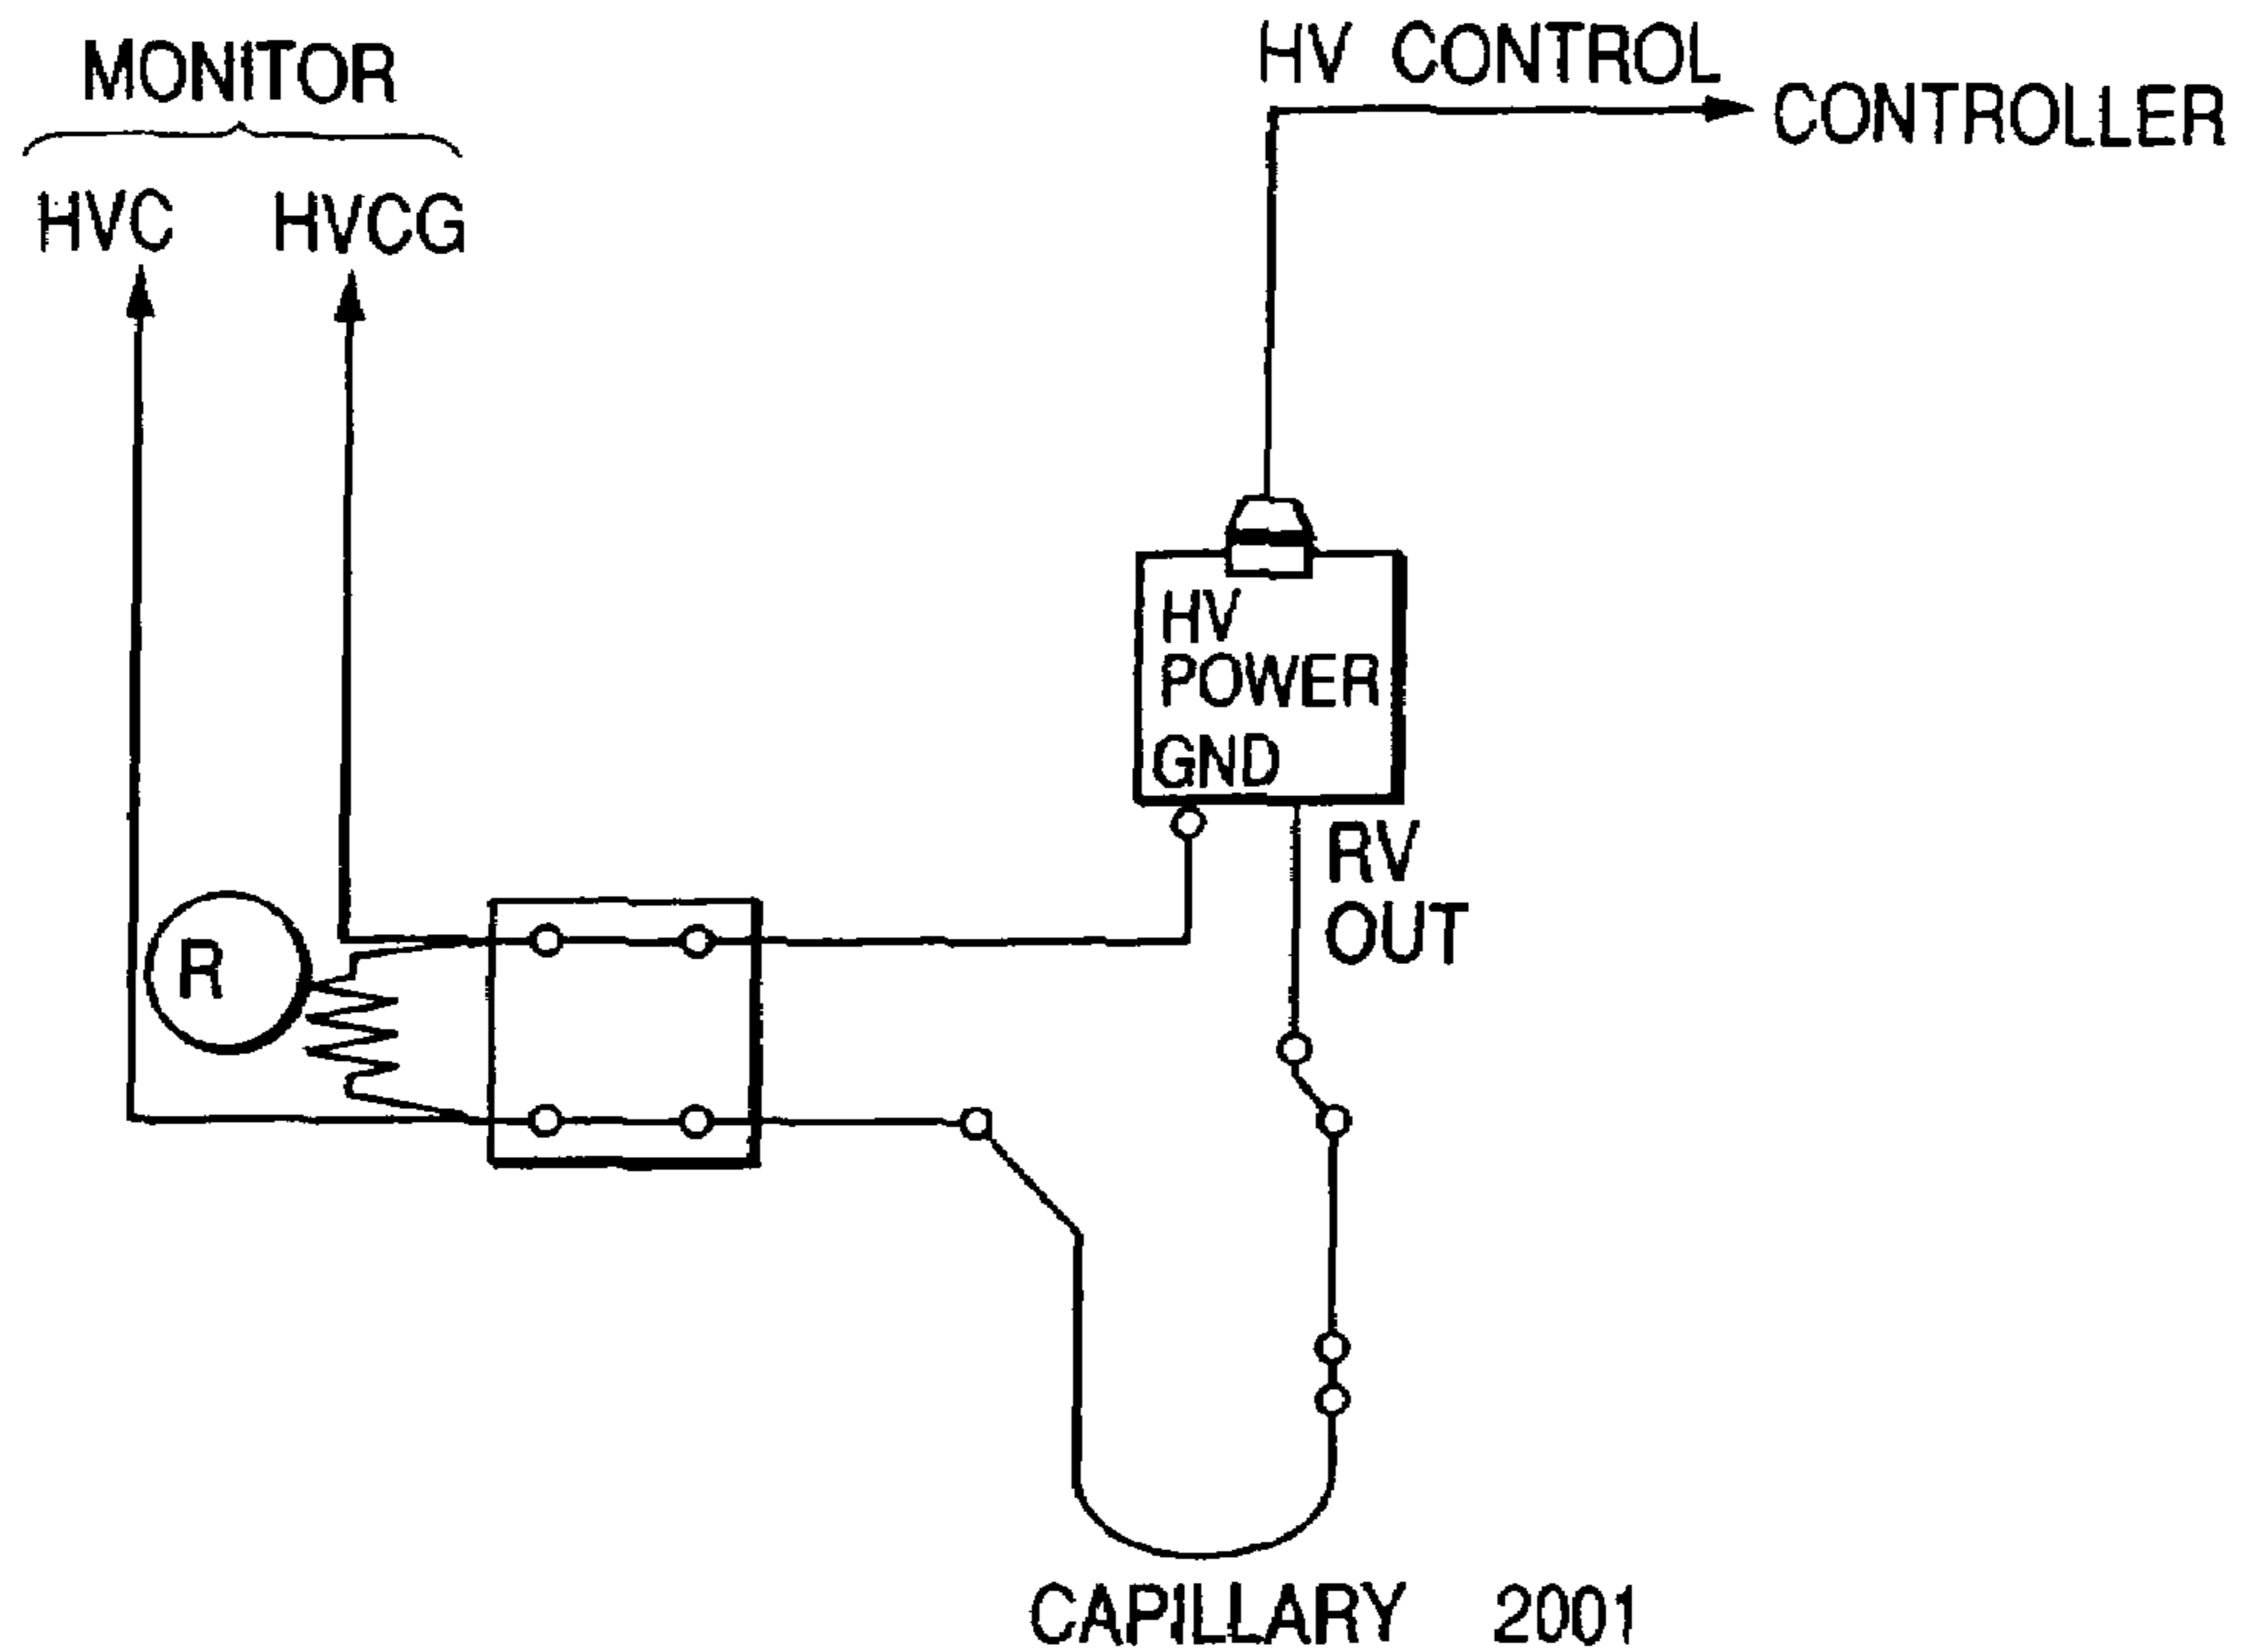 MONITOR
HVC HVCG
HV CONTROL
CONTROLLER
HV
POWER
GND
RV
OUT
R
CAPILLARY 2001